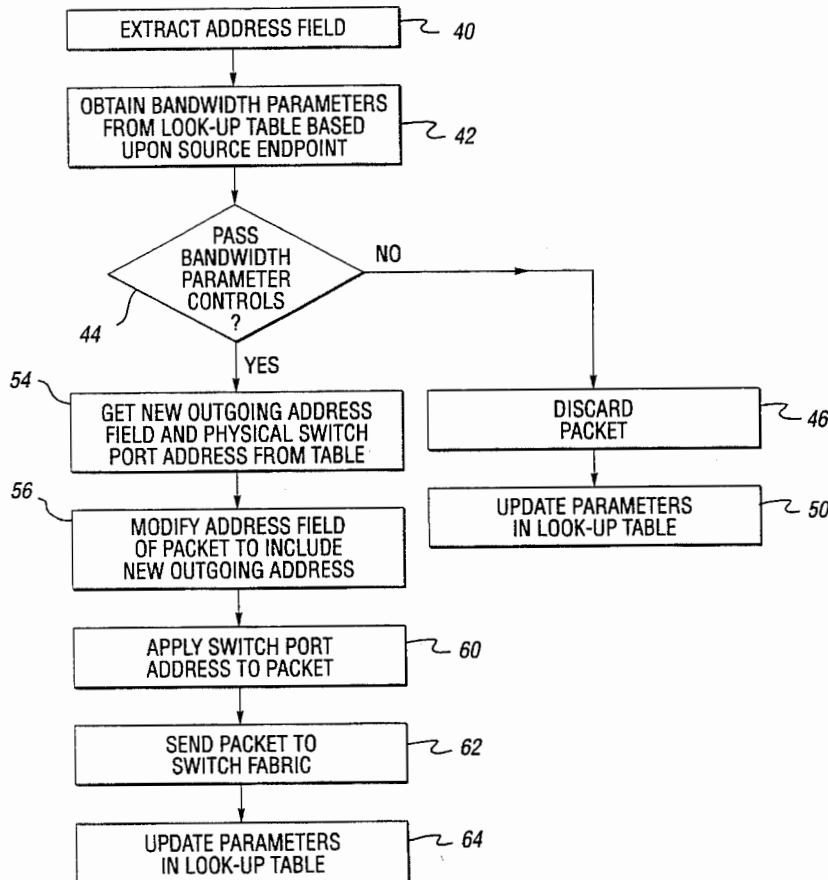 EXTRACT ADDRESS FIELD
40
OBTAIN BANDWIDTH PARAMETERS
FROM LOOK-UP TABLE BASED
UPON SOURCE ENDPOINT
42
PASS
BANDWIDTH
PARAMETER
CONTROLS
?
44
NO
YES
54
GET NEW OUTGOING ADDRESS
FIELD AND PHYSICAL SWITCH
PORT ADDRESS FROM TABLE
DISCARD
PACKET
46
56
MODIFY ADDRESS FIELD
OF PACKET TO INCLUDE
NEW OUTGOING ADDRESS
UPDATE PARAMETERS
IN LOOK-UP TABLE
50
APPLY SWITCH PORT
ADDRESS TO PACKET
60
SEND PACKET TO
SWITCH FABRIC
62
UPDATE PARAMETERS
IN LOOK-UP TABLE
64